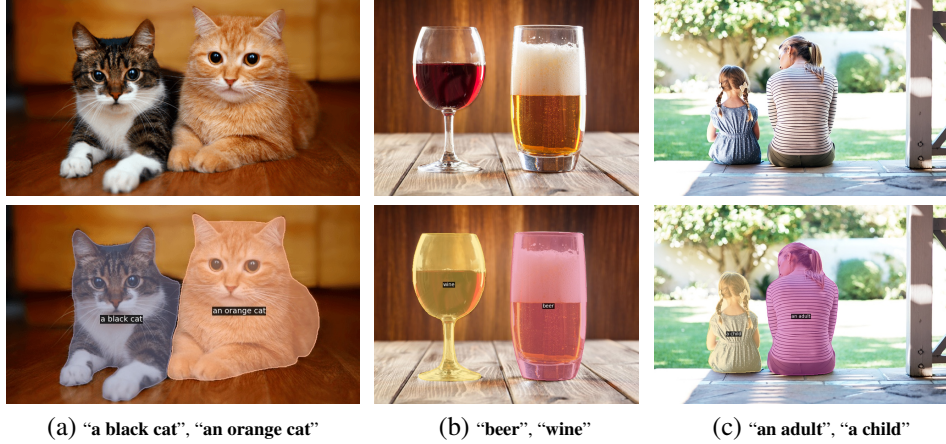 a black cat
an orange cat
wine
beer
an adult
a child
(a) “a black cat”, “an orange cat”
(b) “beer”, “wine”
(c) “an adult”, “a child”